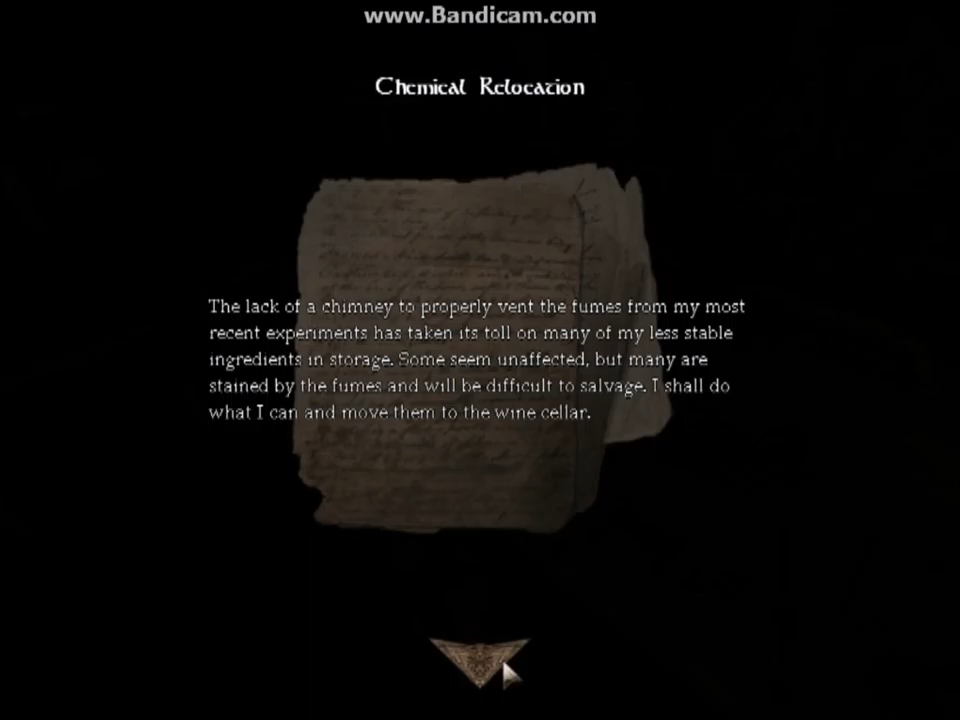 www.Bandicam.com
Chemical Relocation
The lack of a chimney to properly vent the fumes from my most
recent experiments has taken its toll on many of my less stable
ingredients in storage. Some seem unaffected, but many are
stained by the fumes and will be difficult to salvage. I shall do
what I can and move them to the wine cellar.